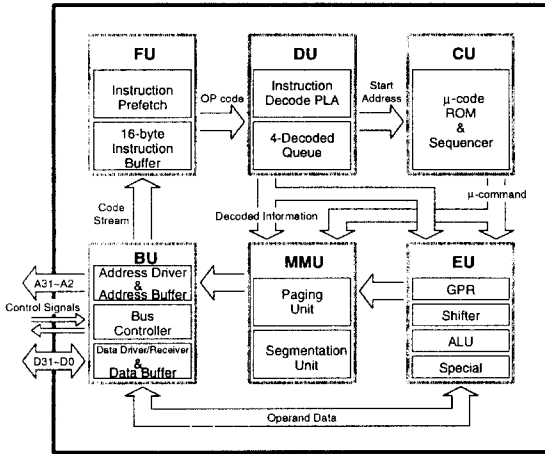 FU
Instruction
Prefetch
16-byte
Instruction
Buffer
OP code
DU
Instruction
Decode PLA
4-Decoded
Queue
Start
Address
CU
μ-code
ROM
&
Sequencer
Code
Stream
Decoded Information
μ-command
BU
Address Driver
&
Address Buffer
Bus
Controller
Data Driver/Receiver
&
Data Buffer
A31~A2
Control Signals
D31~D0
MMU
Paging
Unit
Segmentation
Unit
EU
GPR
Shifter
ALU
Special
Operand Data